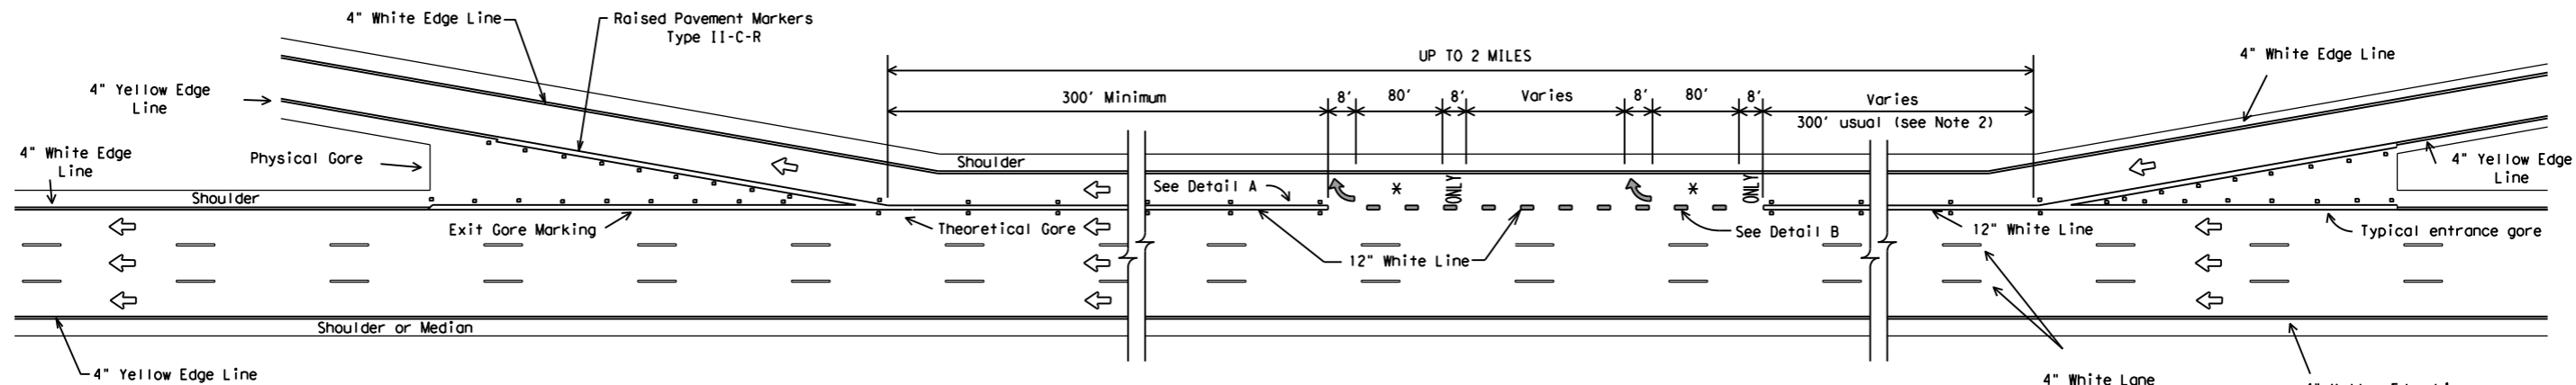 4" White Edge Line
Raised Pavement Markers
Type II-C-R
UP TO 2 MILES
4" White Edge Line
4" Yellow Edge
Line
300' Minimum
8'
80'
8'
Varies
8'
80'
8'
Varies
300' usual (see Note 2)
4" White Edge
Line
Physical Gore
Shoulder
Shoulder
See Detail A
*
ONLY
*
ONLY
4" Yellow Edge
Line
Exit Gore Marking
Theoretical Gore
See Detail B
12" White Line
Typical entrance gore
12" White Line
Shoulder or Median
4" Yellow Edge Line
4" White Lane